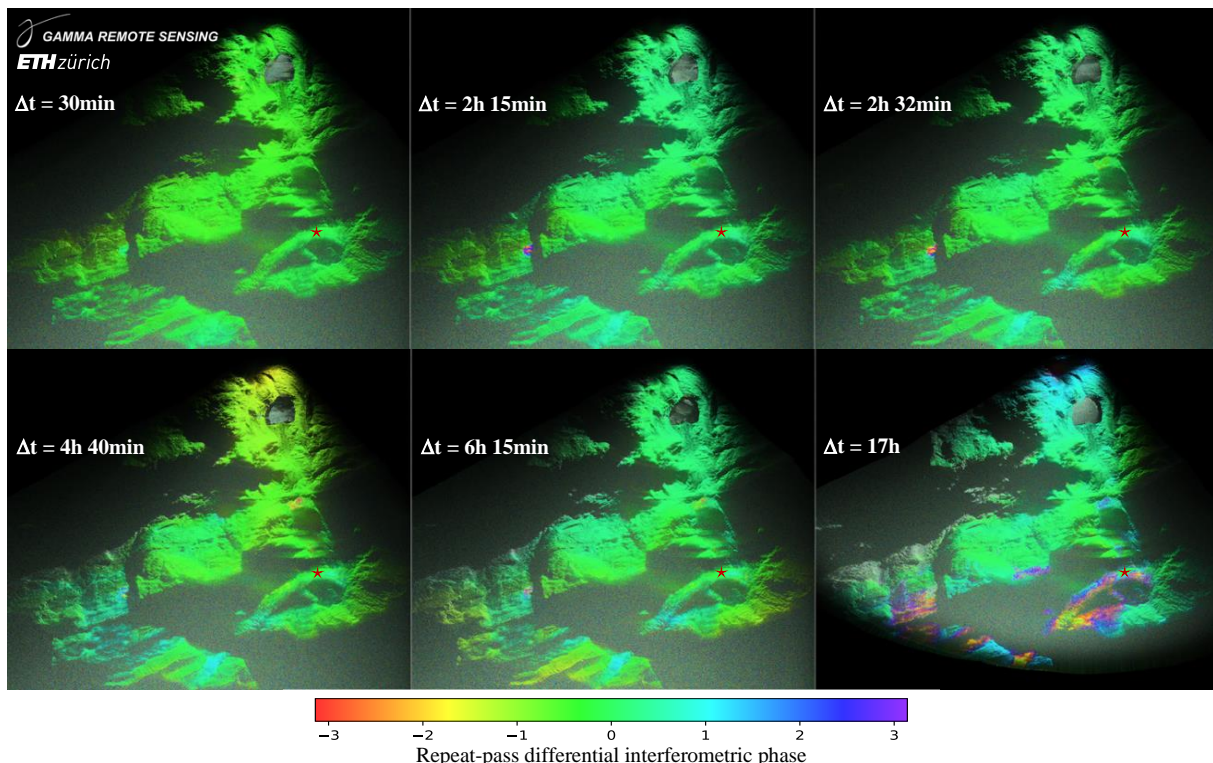 GAMMA REMOTE SENSING
ETH zürich
Δt = 30min
Δt = 2h 15min
Δt = 2h 32min
Δt = 4h 40min
Δt = 6h 15min
Δt = 17h
−3 −2 −1 0 1 2 3
Repeat-pass differential interferometric phase